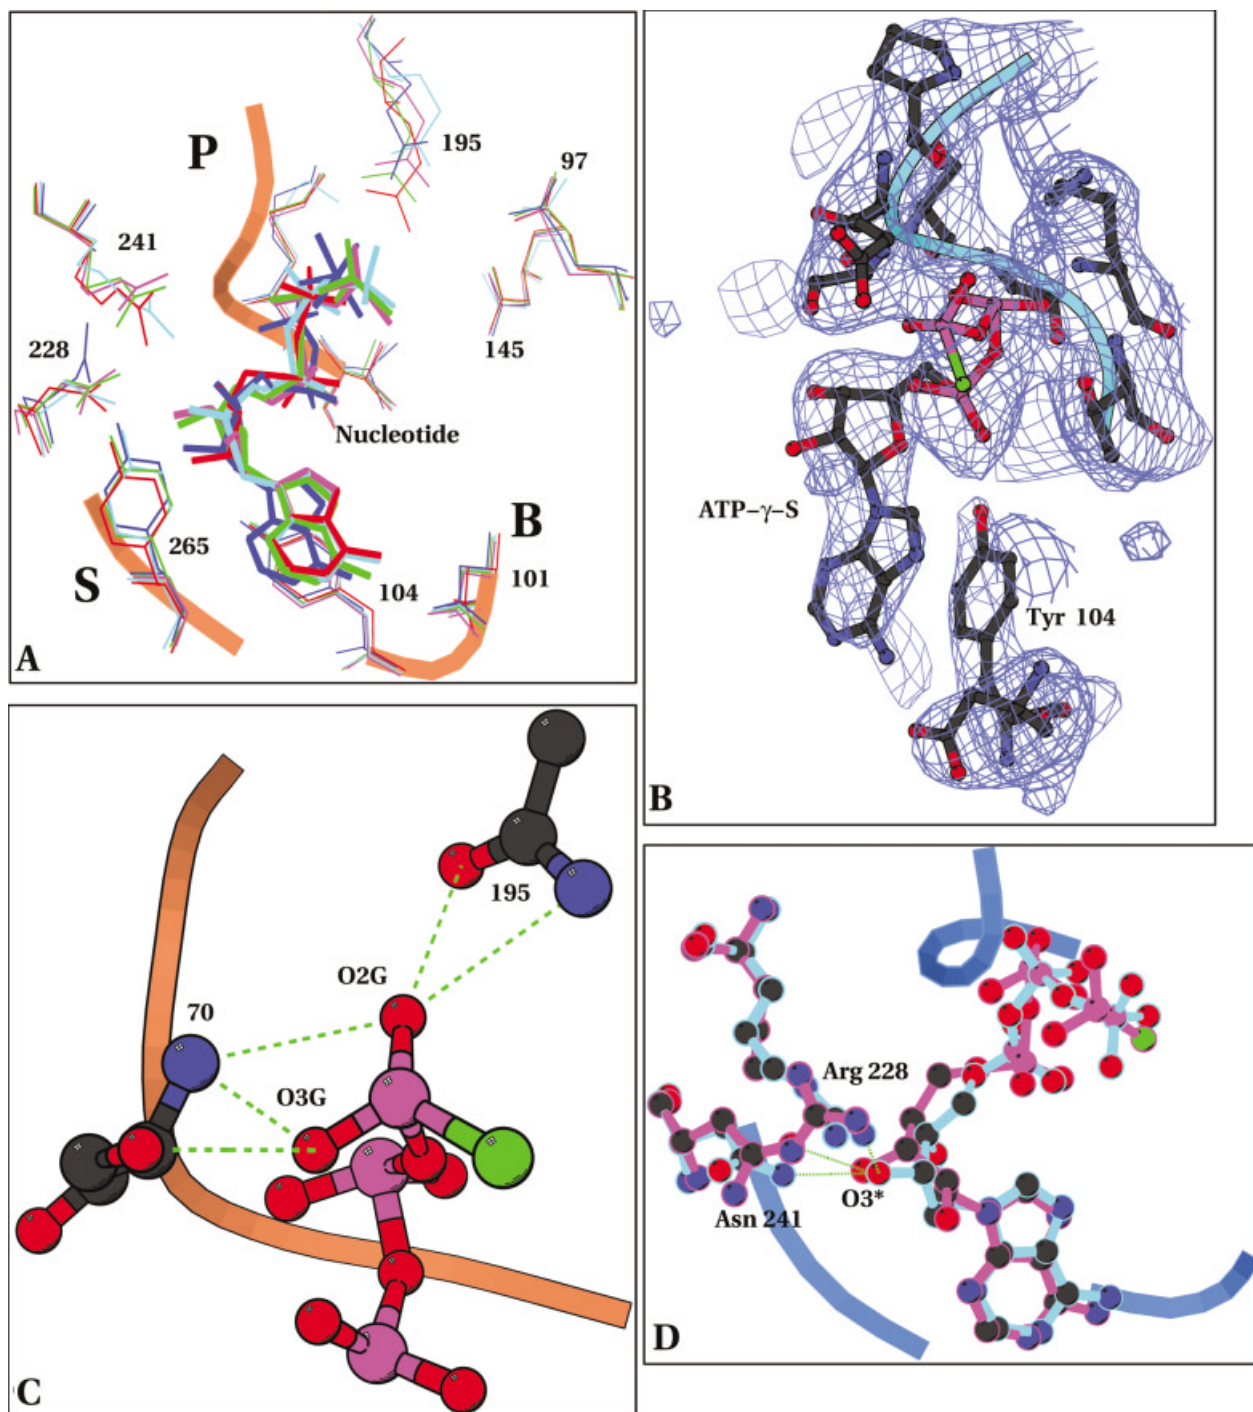 P
195
97
241
228
145
Nucleotide
265
B
S
104
101
A
ATP-γ-S
Tyr 104
B
195
O2G
70
O3G
C
Arg 228
Asn 241
O3*
D